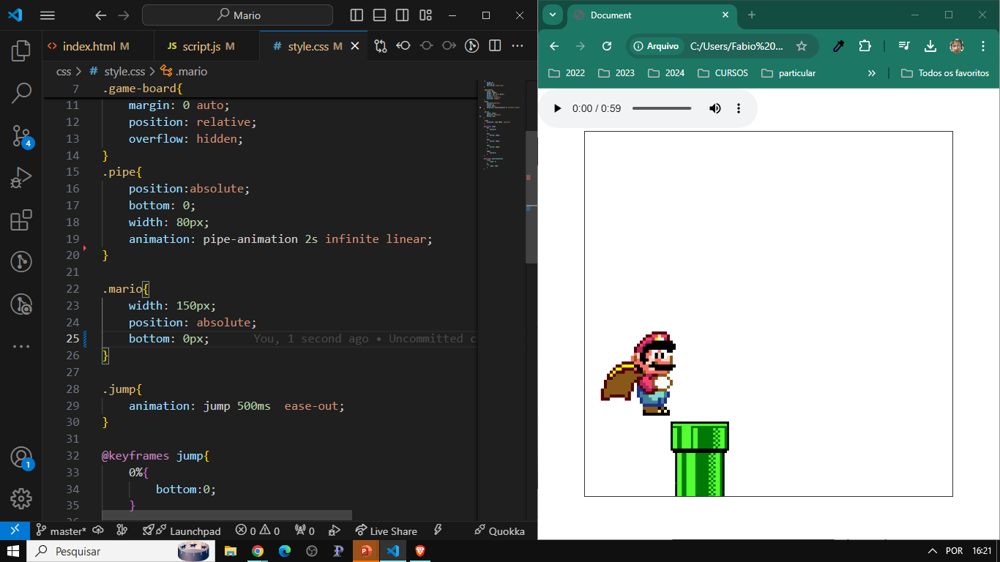 Mario
index.html M
JS script.js M
# style.css M
css > # style.css > .mario
7 .game-board{
11 margin: 0 auto;
12 position: relative;
13 overflow: hidden;
14 }
15 .pipe{
16 position:absolute;
17 bottom: 0;
18 width: 80px;
19 animation: pipe-animation 2s infinite linear;
20 }
21
22 .mario{
23 width: 150px;
24 position: absolute;
25 bottom: 0px; You, 1 second ago • Uncommitted c
26 }
27
28 .jump{
29 animation: jump 500ms  ease-out;
30 }
31
32 @keyframes jump{
33 0%{
34 bottom:0;
35 }
4
1
master*
Launchpad
0
0
0
Live Share
Quokka
Document
Arquivo
C:/Users/Fabio%20...
2022
2023
2024
CURSOS
particular
»
Todos os favoritos
0:00 / 0:59
Pesquisar
POR
16:21